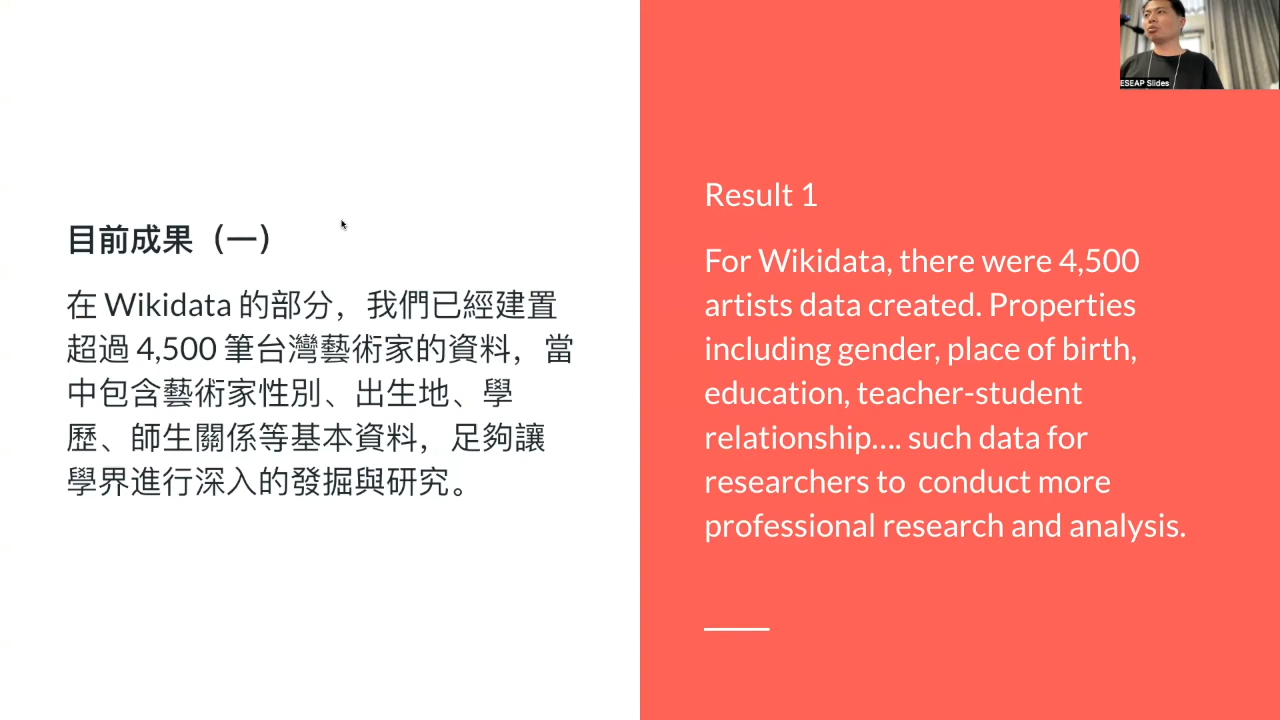 目前成果（一）
在 Wikidata 的部分，我們已經建置
超過 4,500 筆台灣藝術家的資料，當
中包含藝術家性別、出生地、學
歷、師生關係等基本資料，足夠讓
學界進行深入的發掘與研究。
Result 1
For Wikidata, there were 4,500
artists data created. Properties
including gender, place of birth,
education, teacher-student
relationship.... such data for
researchers to  conduct more
professional research and analysis.
ESEAP Slides